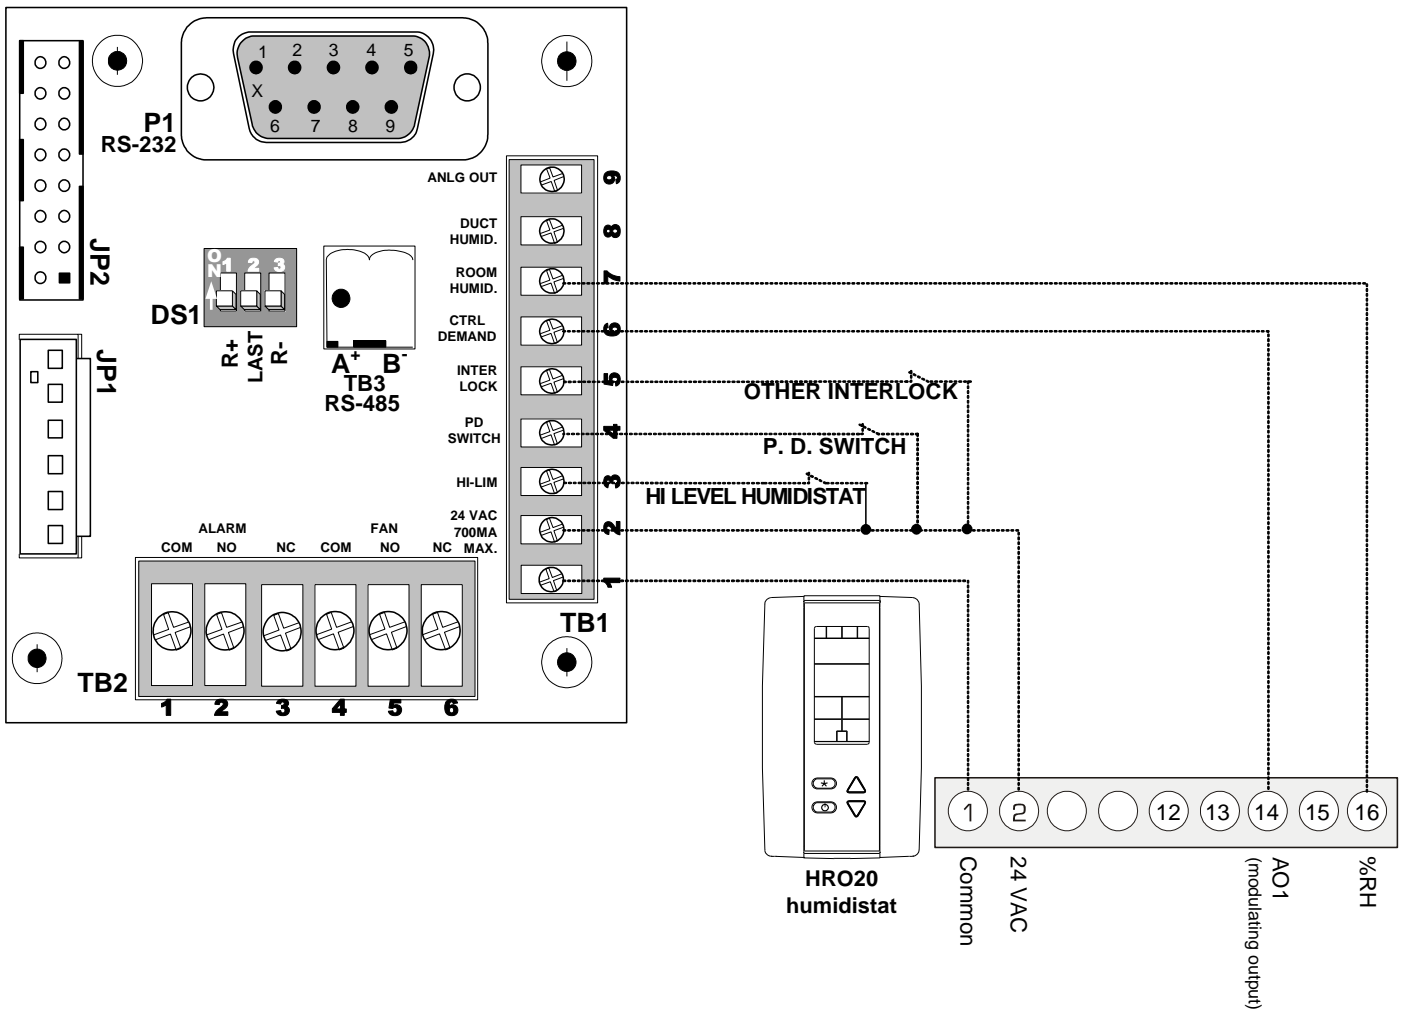 1 2 3 4 5
X
6 7 8 9
P1
RS-232
JP2
ON
1 2 3
DS1
R+
LAST
R-
A+ B-
TB3
RS-485
JP1
ANLG OUT
9
DUCT
HUMID.
8
ROOM
HUMID.
7
CTRL
DEMAND
6
INTER
LOCK
5
OTHER INTERLOCK
PD
SWITCH
4
P. D. SWITCH
HI-LIM
3
HI LEVEL HUMIDISTAT
24 VAC
700MA
MAX.
2
1
TB1
ALARM FAN
COM NO NC COM NO NC
TB2
1 2 3 4 5 6
HRO20
humidistat
1 2 12 13 14 15 16
Common
24 VAC
AO1
(modulating output)
%RH